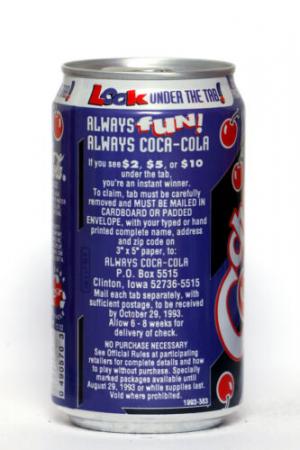 Look UNDER THE TAB!
ALWAYS fun!
ALWAYS COCA-COLA
If you see $2, $5, or $10
under the tab,
you're an instant winner.
To claim, tab must be carefully
removed and MUST BE MAILED IN
CARDBOARD OR PADDED
ENVELOPE, with your typed or hand
printed complete name, address
and zip code on
3" x 5" paper, to:
ALWAYS COCA-COLA
P.O. Box 5515
Clinton, Iowa 52736-5515
Mail each tab separately, with
sufficient postage, to be received
by October 29, 1993.
Allow 6 - 8 weeks for
delivery of check.
NO PURCHASE NECESSARY
See Official Rules at participating
retailers for complete details and how
to play without purchase. Specially
marked packages available until
August 29, 1993 or while supplies last.
Void where prohibited.
1993-383
0 490570 3